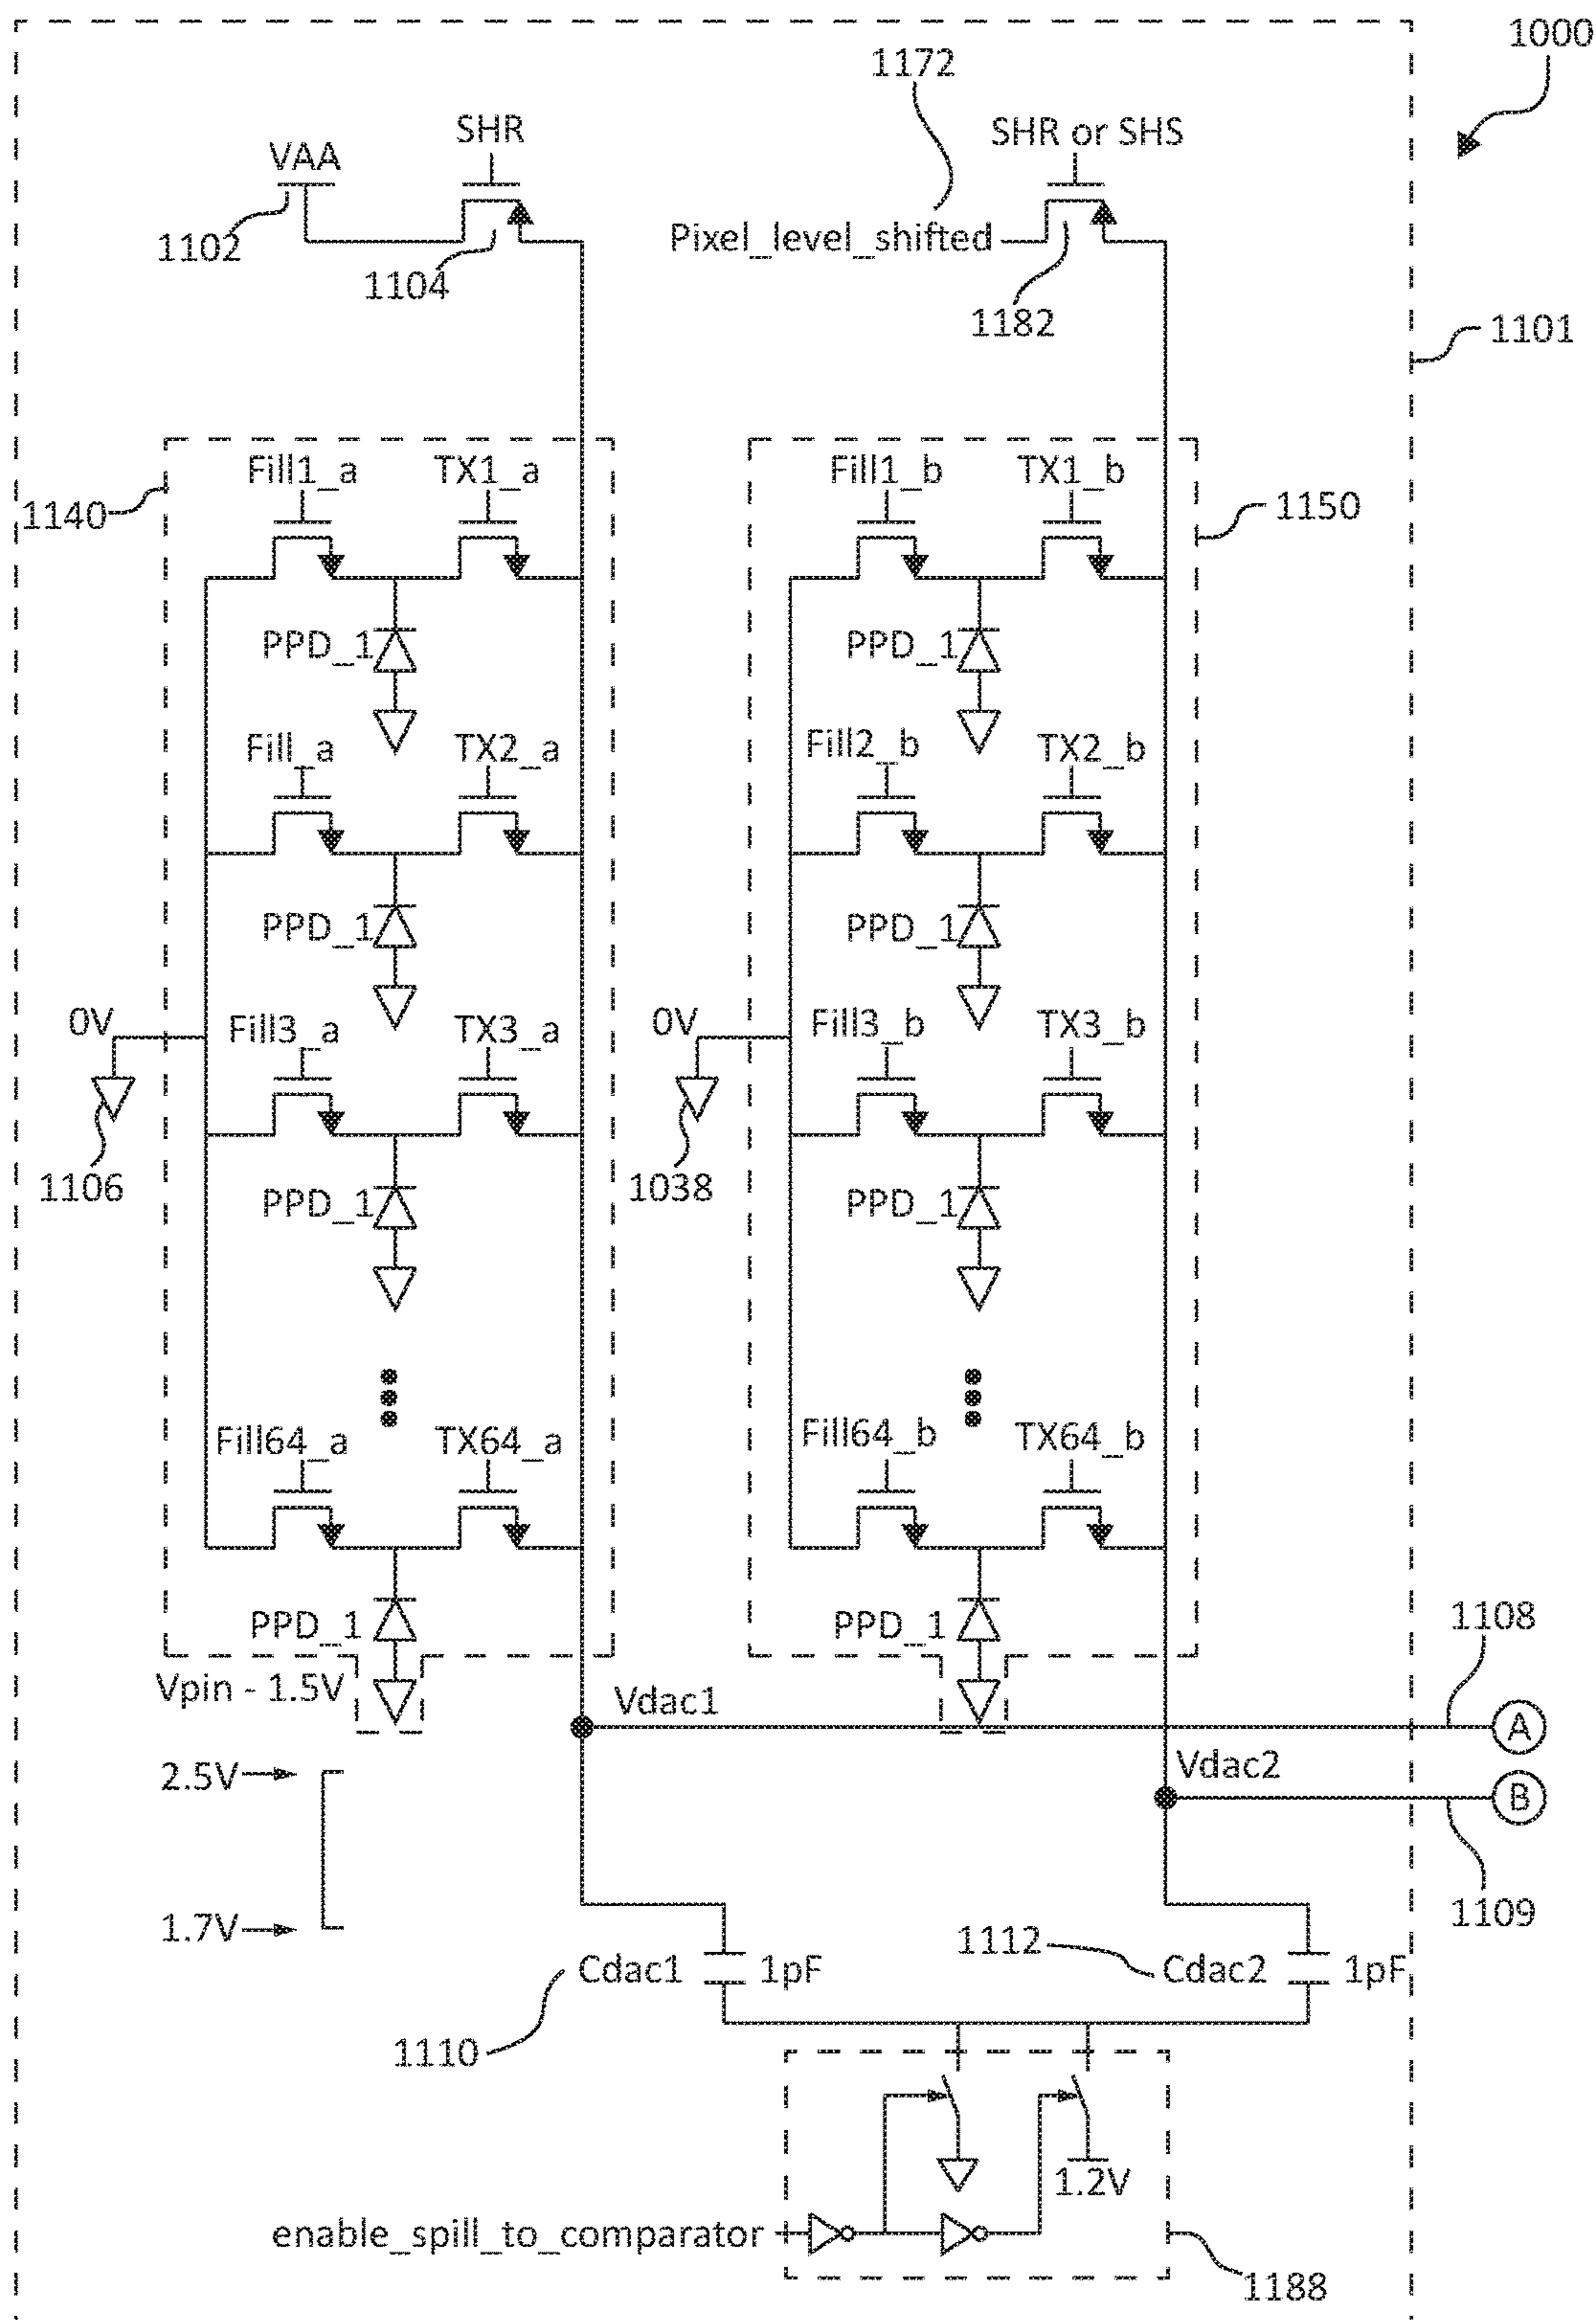 1000
1172
SHR
SHR or SHS
VAA
Pixel_level_shifted
1102
1104
1182
1101
Fill1_a TX1_a
Fill1_b TX1_b
1140
1150
PPD_1
PPD_1
Fill_a TX2_a
Fill2_b TX2_b
PPD_1
PPD_1
0V
Fill3_a TX3_a
0V
Fill3_b TX3_b
1106
PPD_1
1038
PPD_1
Fill64_a TX64_a
Fill64_b TX64_b
PPD_1
PPD_1
1108
Vpin - 1.5V
Vdac1
A
2.5V
Vdac2
B
1.7V
1109
1112
Cdac1 1pF
Cdac2 1pF
1110
1.2V
enable_spill_to_comparator
1188